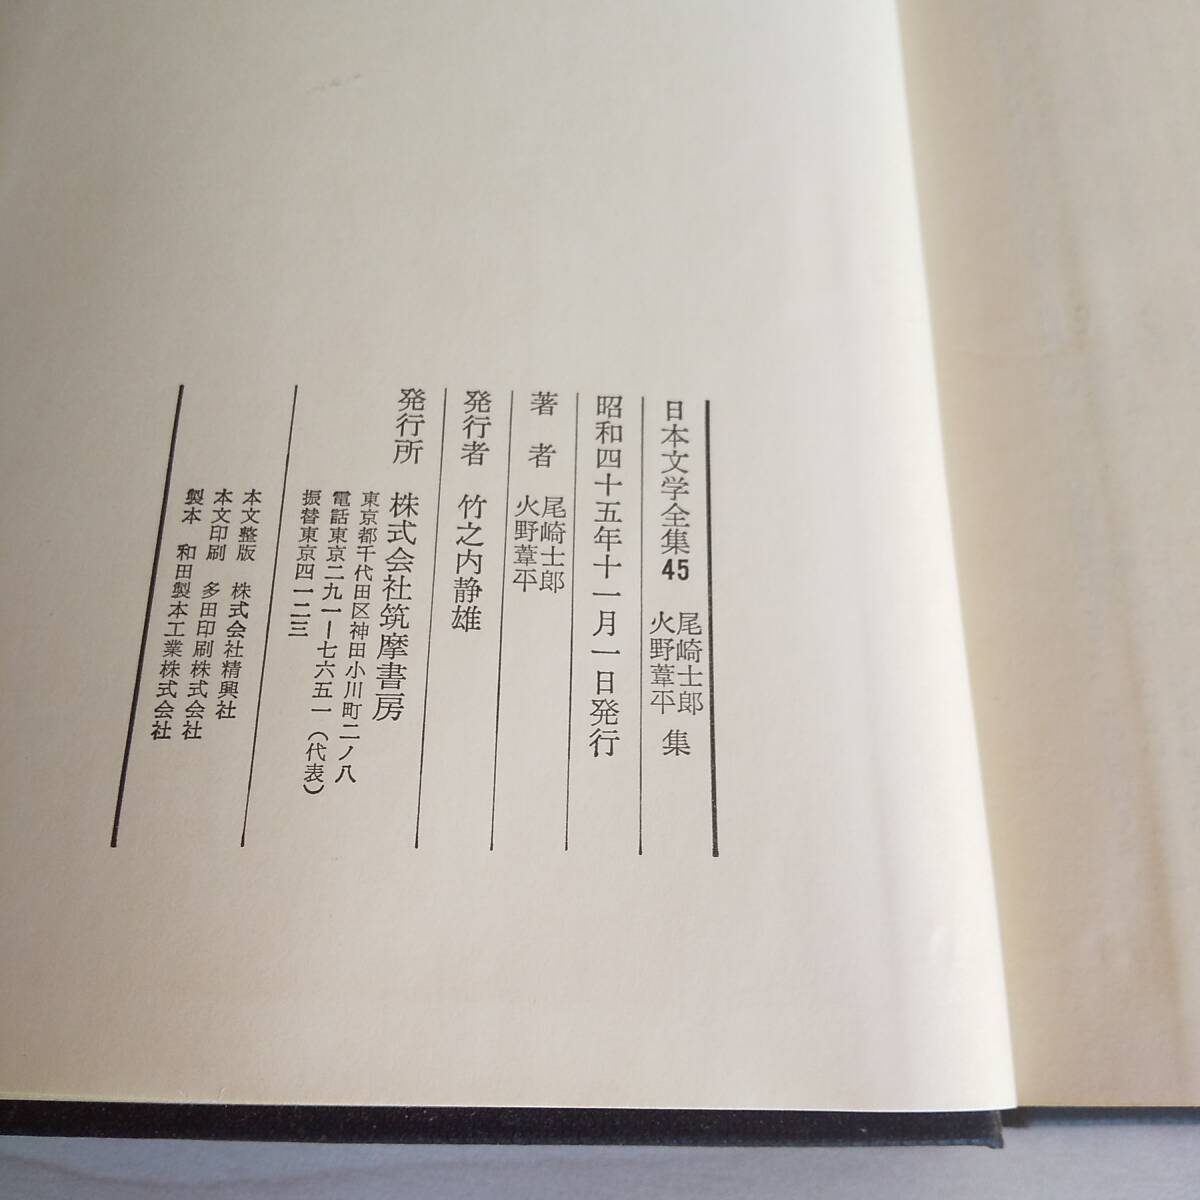 日本文学全集45 尾崎士郎 火野葦平 集
昭和四十五年十一月一日発行
著者 尾崎士郎
火野葦平
発行者 竹之内静雄
発行所 株式会社筑摩書房
東京都千代田区神田小川町二ノ八
電話東京二九一ー七六五一(代表)
振替東京四一二三
本文整版 株式会社精興社
本文印刷 多田印刷株式会社
製本 和田製本工業株式会社